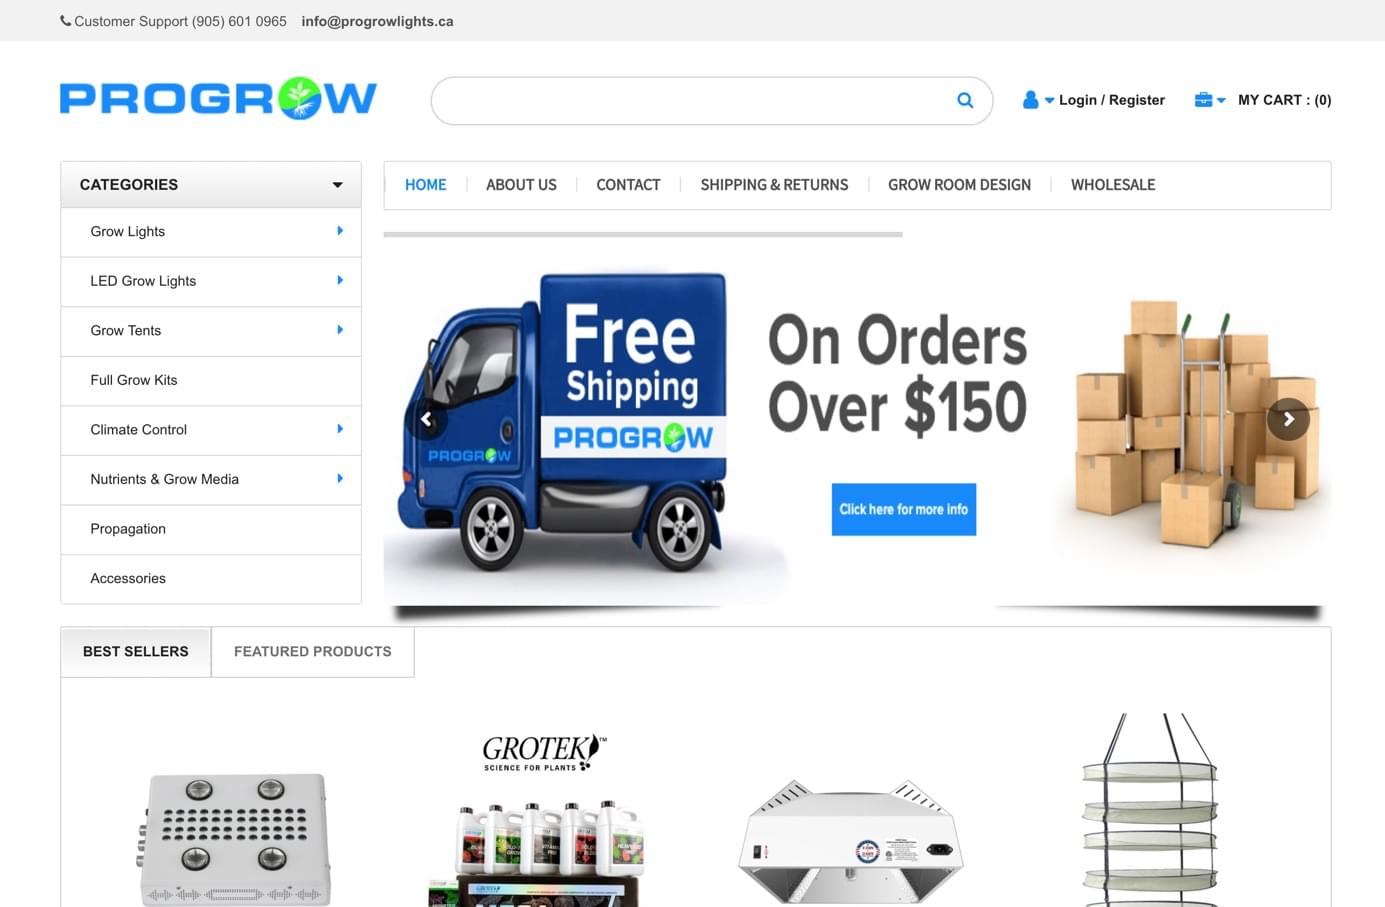 Customer Support (905) 601 0965 info@progrowlights.ca
PROGROW
Login / Register
MY CART : (0)
CATEGORIES
Grow Lights
LED Grow Lights
Grow Tents
Full Grow Kits
Climate Control
Nutrients & Grow Media
Propagation
Accessories
HOME
ABOUT US
CONTACT
SHIPPING & RETURNS
GROW ROOM DESIGN
WHOLESALE
Free
Shipping
PROGROW
PROGROW
On Orders
Over $150
Click here for more info
BEST SELLERS
FEATURED PRODUCTS
GROTEK™
SCIENCE FOR PLANTS
GROTEK